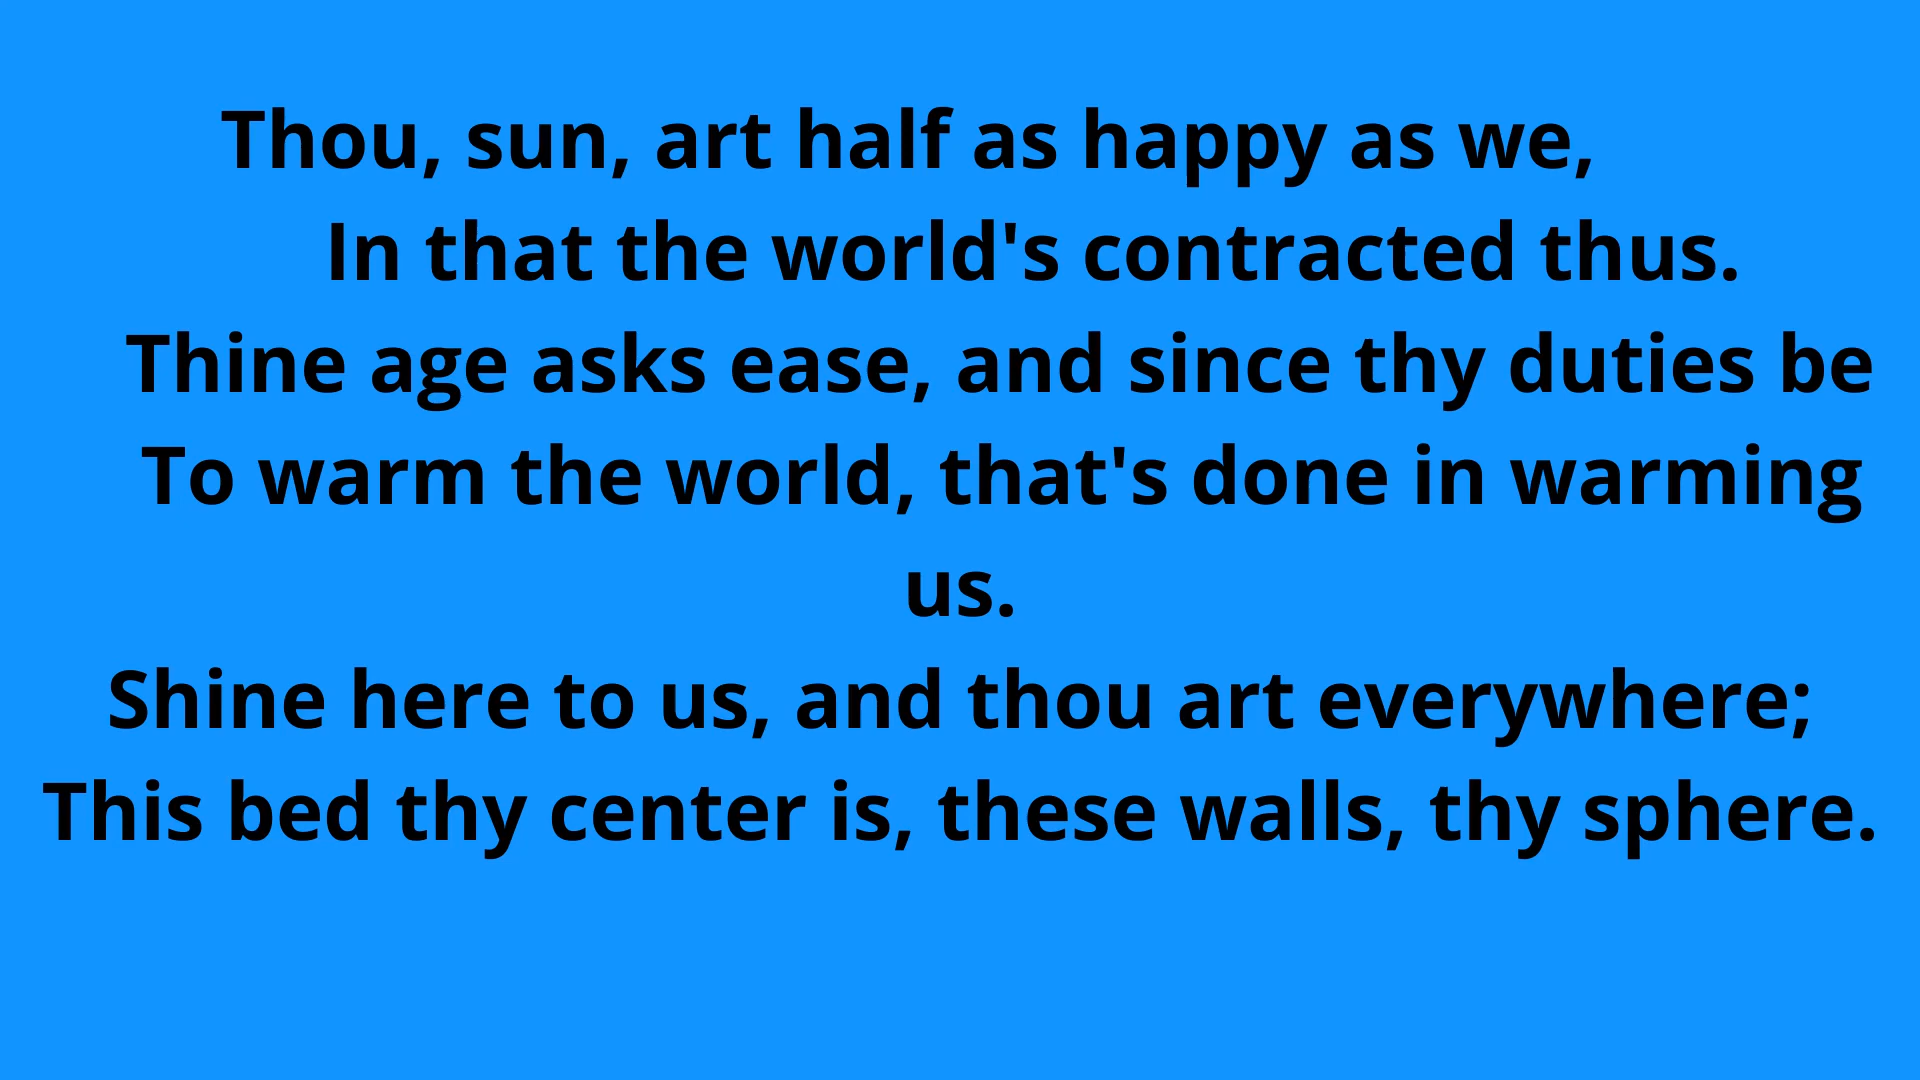 Thou, sun, art half as happy as we,
In that the world's contracted thus.
Thine age asks ease, and since thy duties be
To warm the world, that's done in warming
us.
Shine here to us, and thou art everywhere;
This bed thy center is, these walls, thy sphere.